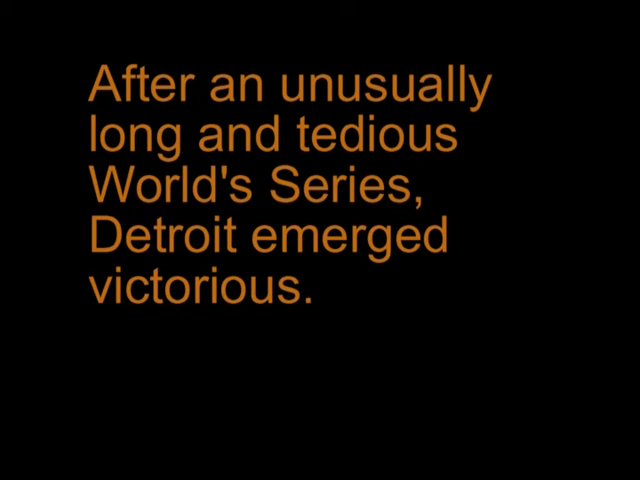 After an unusually
long and tedious
World's Series,
Detroit emerged
victorious.